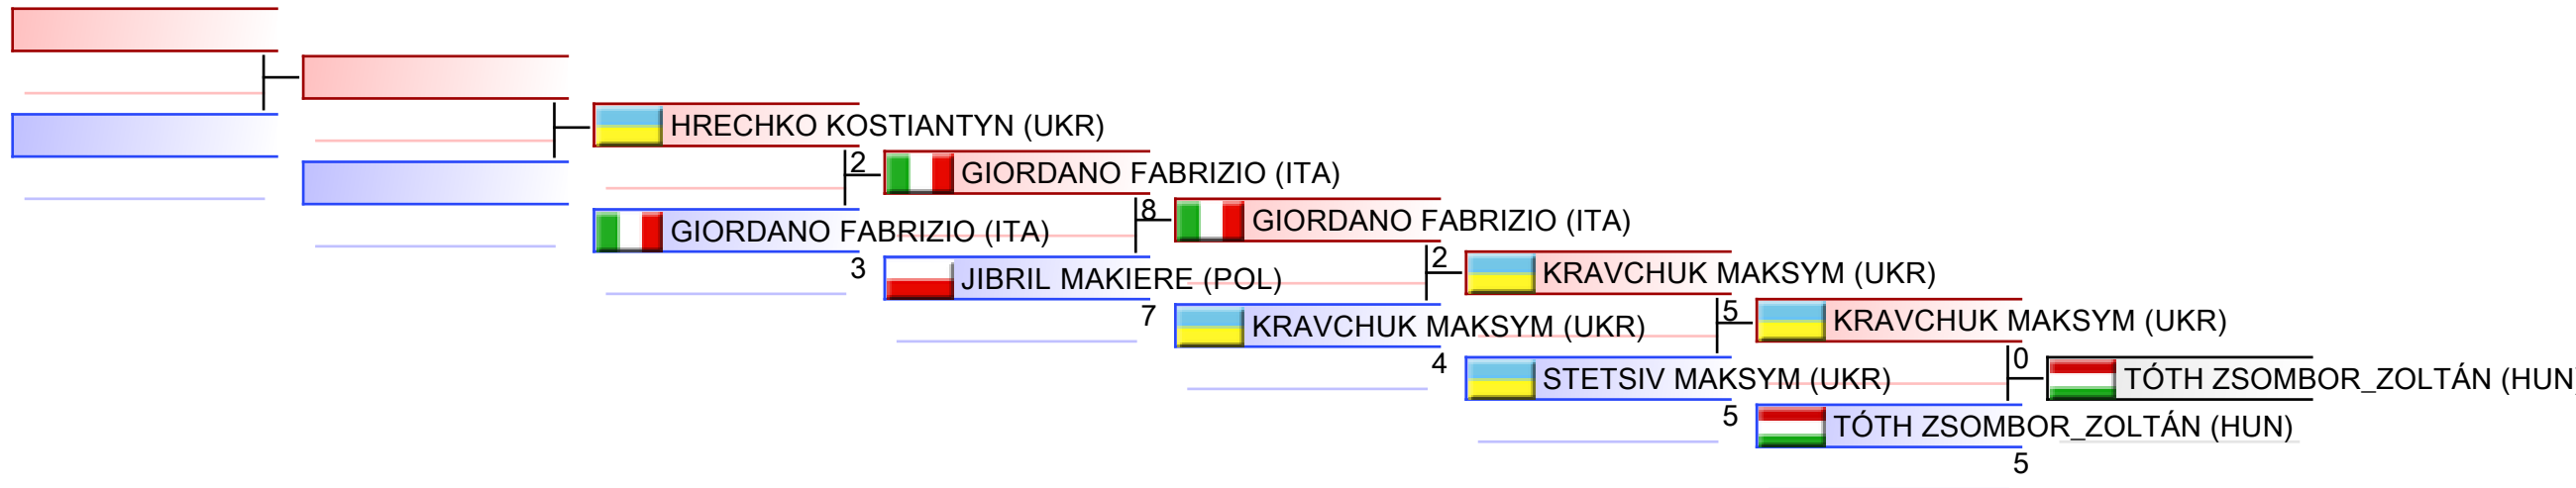 HRECHKO KOSTIANTYN (UKR)
2
GIORDANO FABRIZIO (ITA)
GIORDANO FABRIZIO (ITA)
3
8
GIORDANO FABRIZIO (ITA)
JIBRIL MAKIERE (POL)
7
2
KRAVCHUK MAKSYM (UKR)
KRAVCHUK MAKSYM (UKR)
4
5
KRAVCHUK MAKSYM (UKR)
STETSIV MAKSYM (UKR)
5
0
TÓTH ZSOMBOR_ZOLTÁN (HUN)
TÓTH ZSOMBOR_ZOLTÁN (HUN)
5